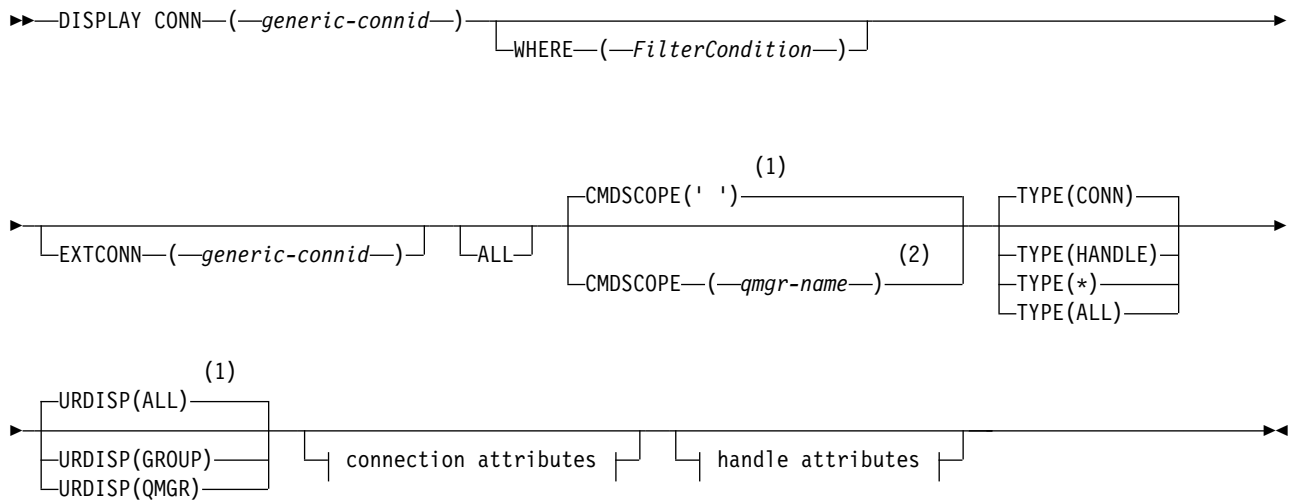 DISPLAY CONN ( generic-connid )
WHERE ( FilterCondition )
(1)
CMDSCOPE(' ') TYPE(CONN)
EXTCONN ( generic-connid ) ALL (2) TYPE(HANDLE)
CMDSCOPE ( qmgr-name ) TYPE(*)
TYPE(ALL)
(1)
URDISP(ALL)
URDISP(GROUP) connection attributes handle attributes
URDISP(QMGR)